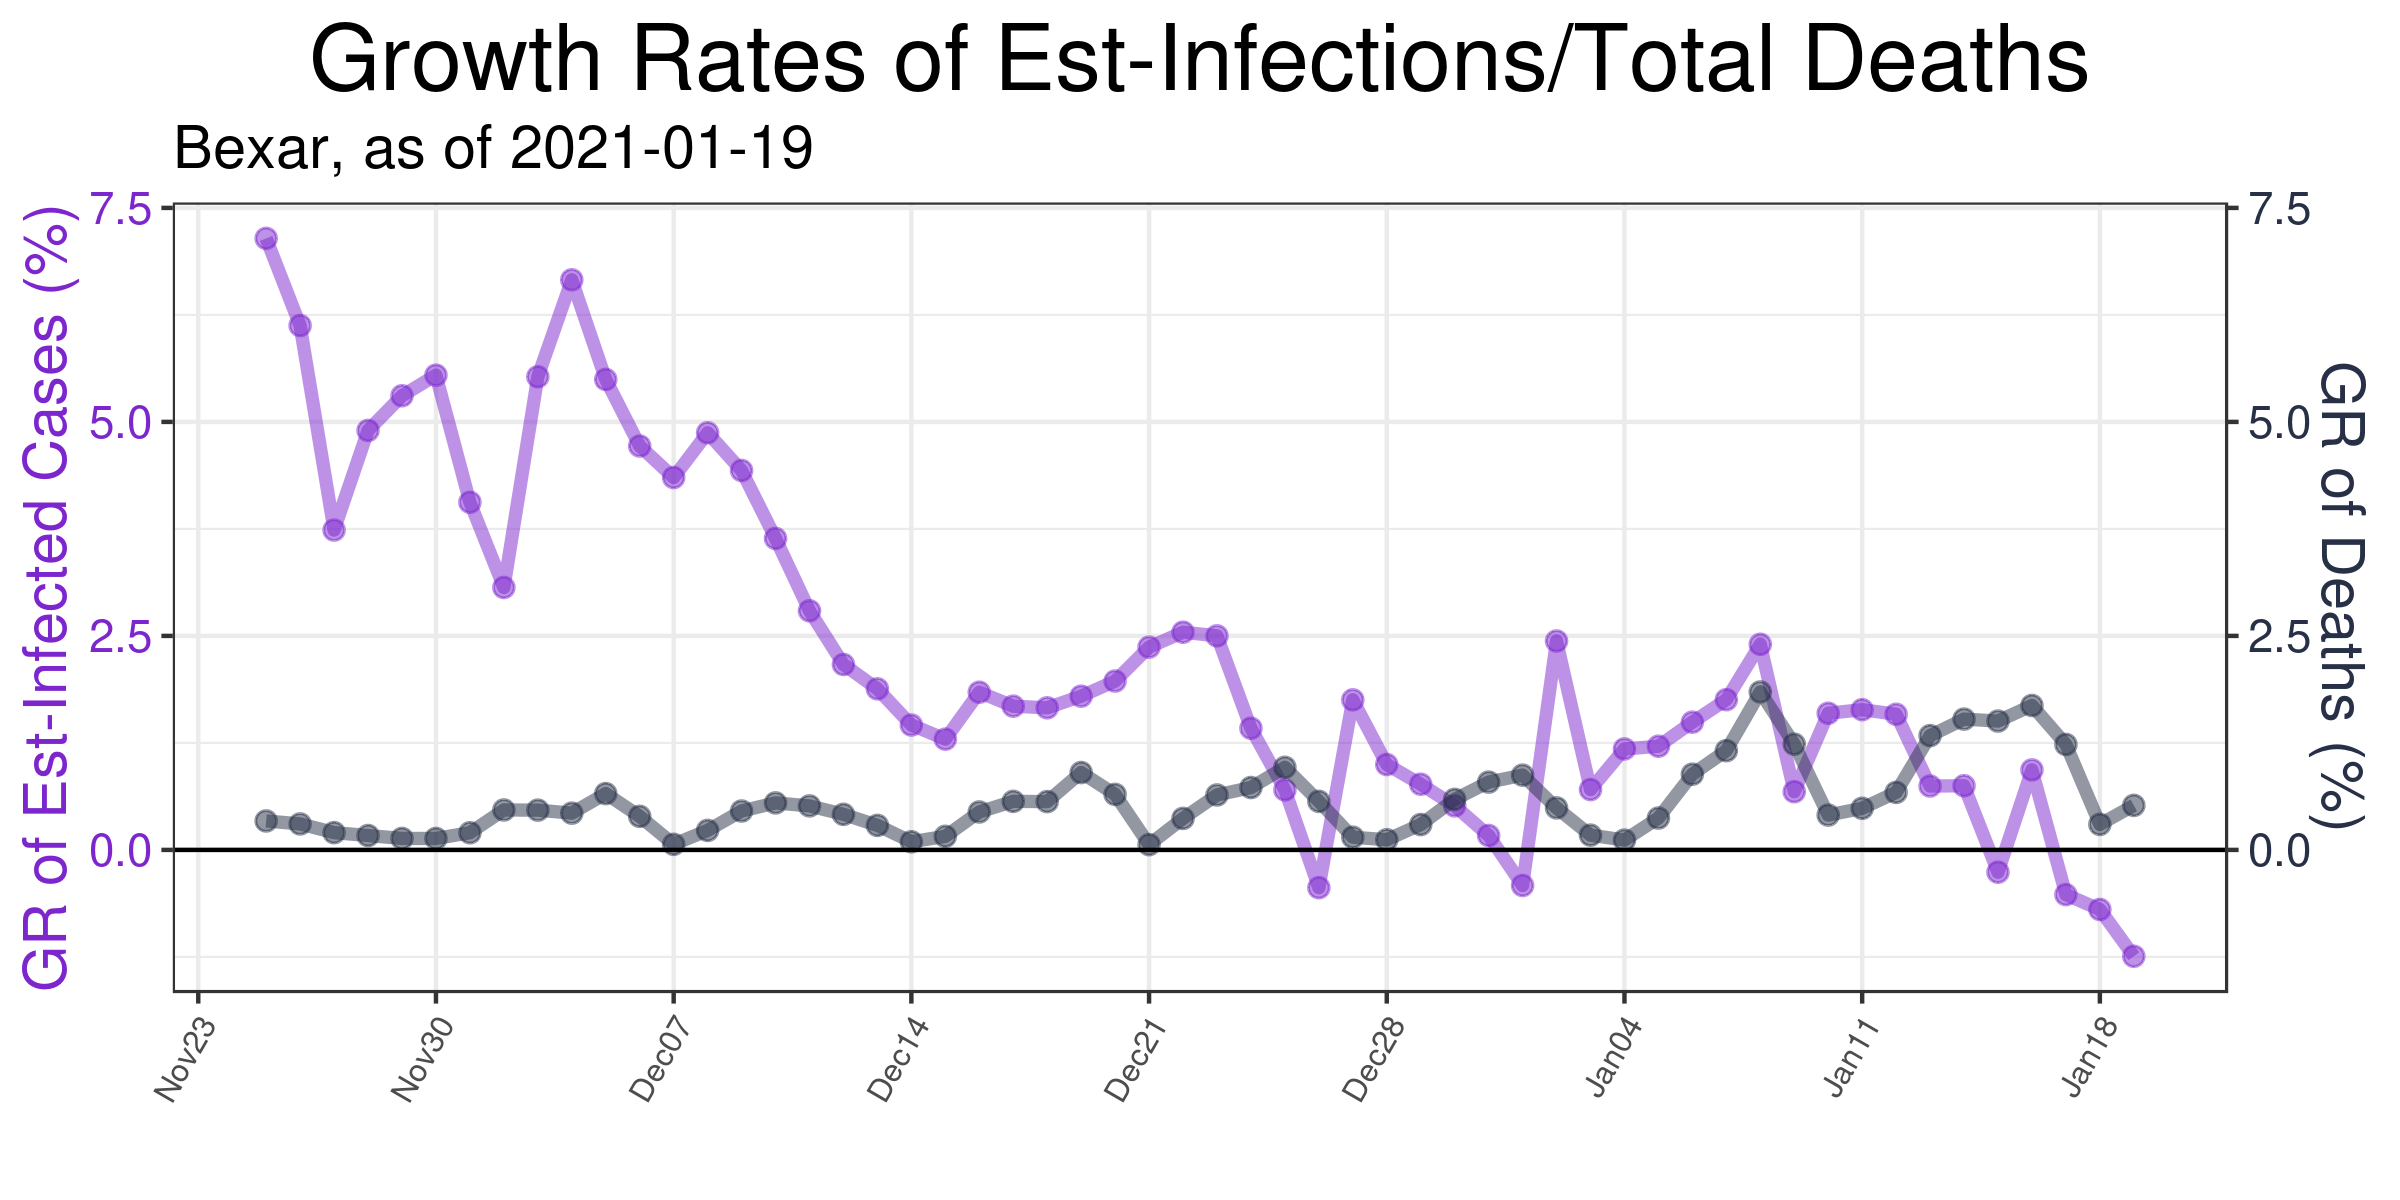 Growth Rates of Est-Infections/Total Deaths
Bexar, as of 2021-01-19
GR of Est-Infected Cases (%)
7.5
5.0
2.5
0.0
7.5
5.0
2.5
0.0
GR of Deaths (%)
Nov23
Nov30
Dec07
Dec14
Dec21
Dec28
Jan04
Jan11
Jan18